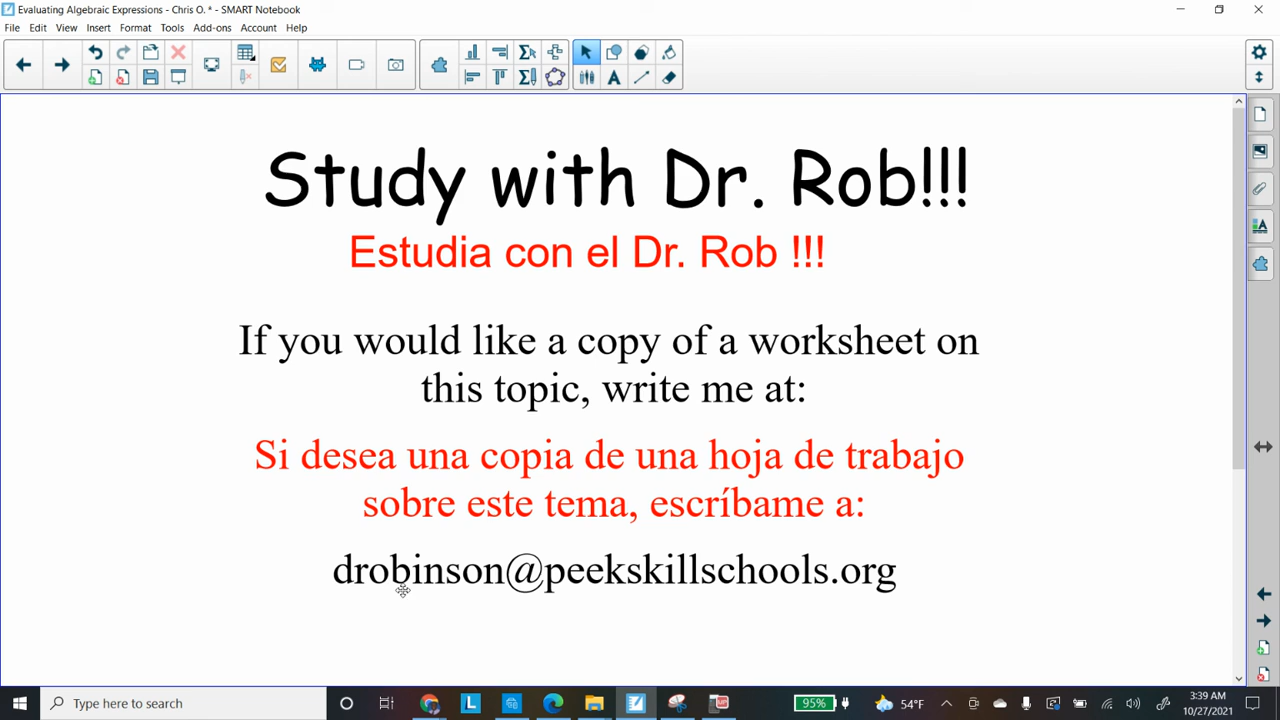 Evaluating Algebraic Expressions - Chris O. * - SMART Notebook
File Edit View Insert Format Tools Add-ons Account Help
Study with Dr. Rob!!!
Estudia con el Dr. Rob !!!
If you would like a copy of a worksheet on
this topic, write me at:
Si desea una copia de una hoja de trabajo
sobre este tema, escríbame a:
drobinson@peekskillschools.org
Type here to search
95%
54°F
3:39 AM
10/27/2021